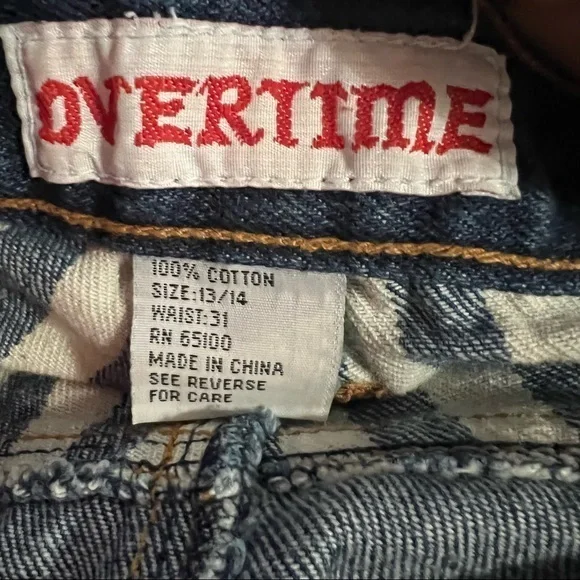 OVERTIME
100% COTTON
SIZE:13/14
WAIST:31
RN 65100
MADE IN CHINA
SEE REVERSE
FOR CARE